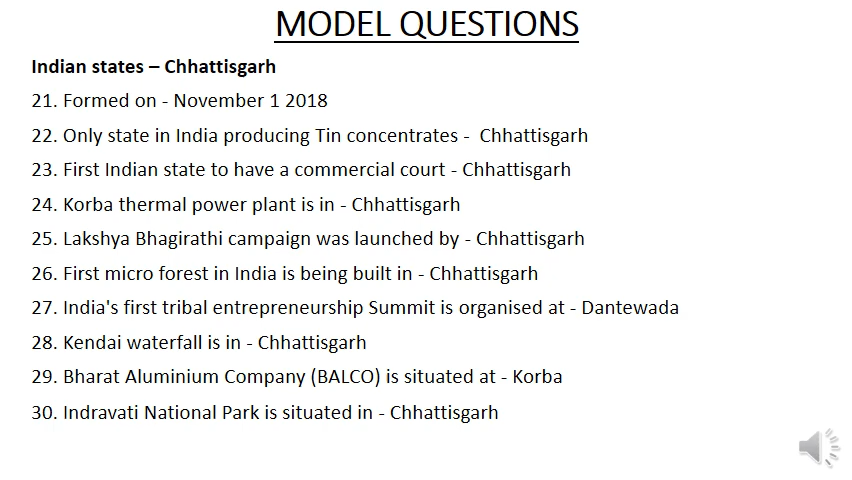 MODEL QUESTIONS
Indian states – Chhattisgarh
21. Formed on - November 1 2018
22. Only state in India producing Tin concentrates -  Chhattisgarh
23. First Indian state to have a commercial court - Chhattisgarh
24. Korba thermal power plant is in - Chhattisgarh
25. Lakshya Bhagirathi campaign was launched by - Chhattisgarh
26. First micro forest in India is being built in - Chhattisgarh
27. India's first tribal entrepreneurship Summit is organised at - Dantewada
28. Kendai waterfall is in - Chhattisgarh
29. Bharat Aluminium Company (BALCO) is situated at - Korba
30. Indravati National Park is situated in - Chhattisgarh